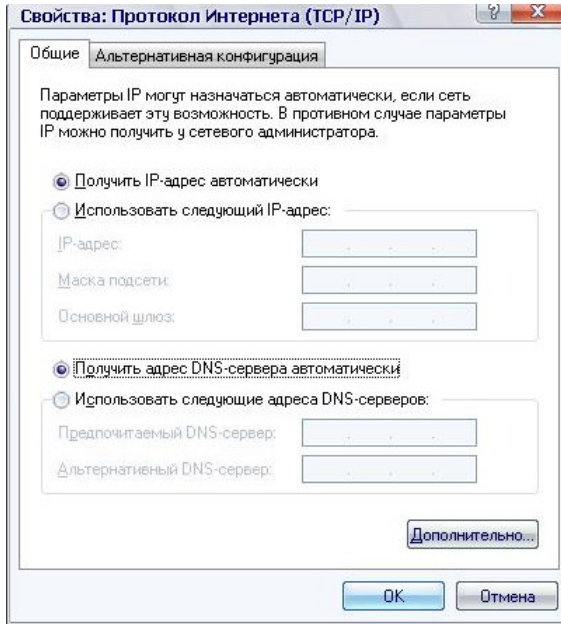 Свойства: Протокол Интернета (TCP/IP)
Общие
Альтернативная конфигурация
Параметры IP могут назначаться автоматически, если сеть
поддерживает эту возможность. В противном случае параметры
IP можно получить у сетевого администратора.
Получить IP-адрес автоматически
Использовать следующий IP-адрес:
IP-адрес:
Маска подсети:
Основной шлюз:
Получить адрес DNS-сервера автоматически
Использовать следующие адреса DNS-серверов:
Предпочитаемый DNS-сервер:
Альтернативный DNS-сервер:
Дополнительно...
OK
Отмена